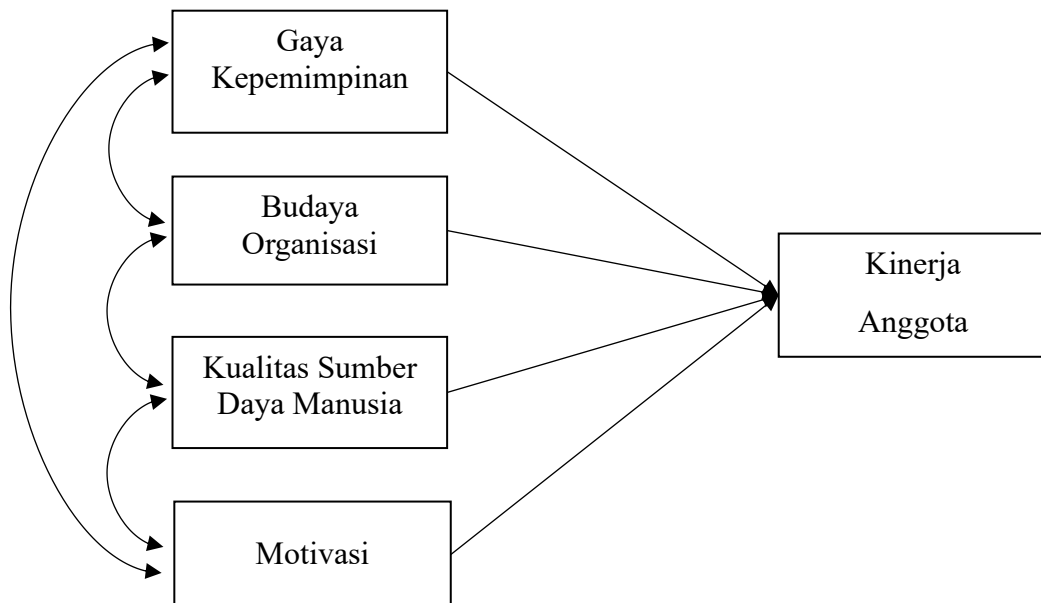 Gaya
Kepemimpinan
Budaya
Organisasi
Kinerja
Anggota
Kualitas Sumber
Daya Manusia
Motivasi